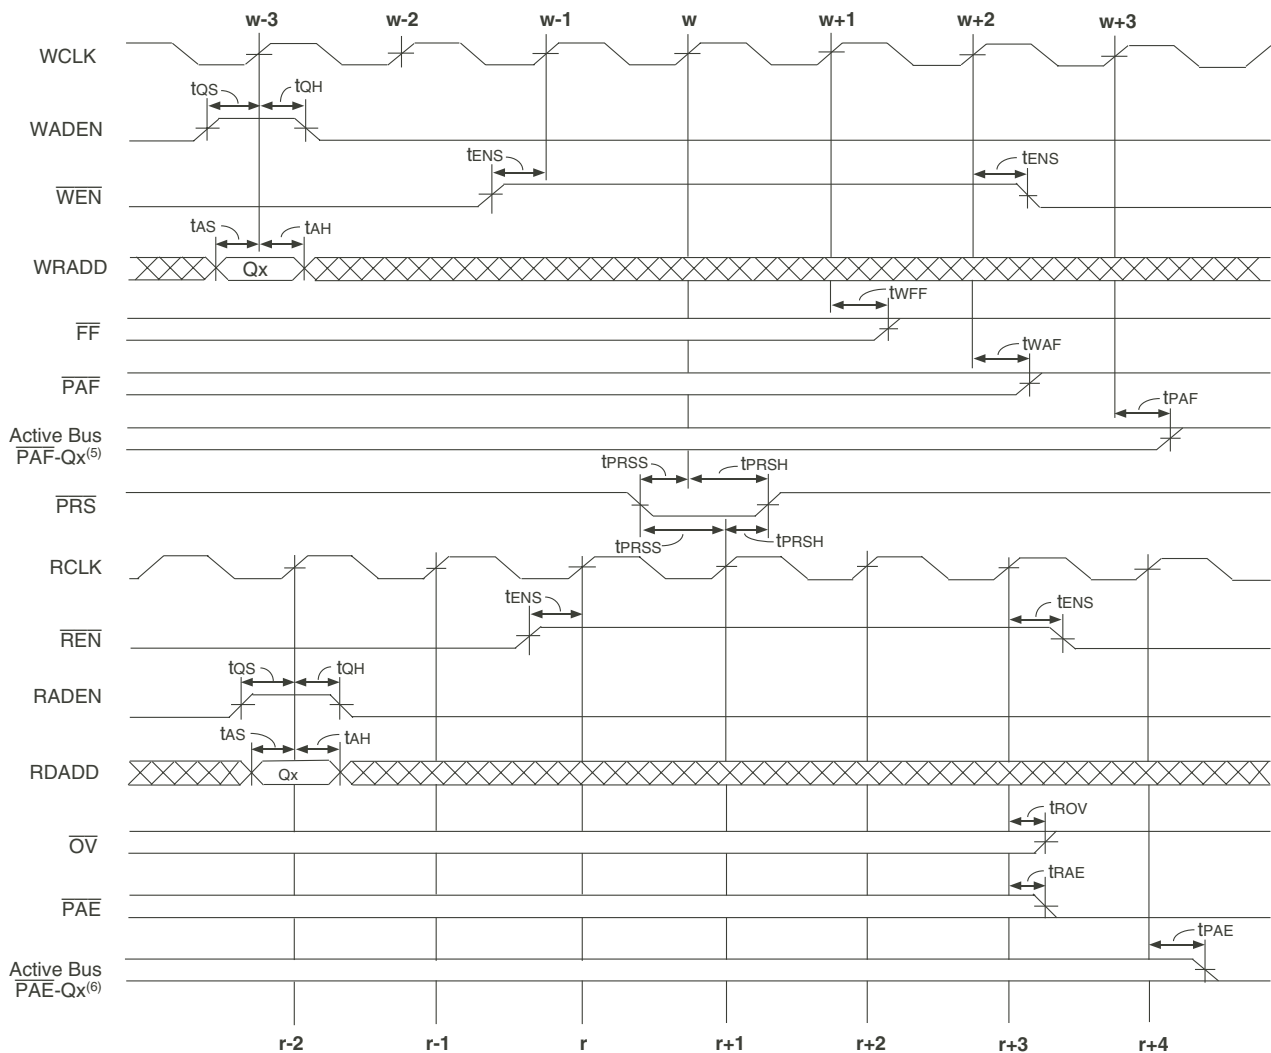 w-3 w-2 w-1 w w+1 w+2 w+3
WCLK
tQS tQH
WADEN
tENS tENS
WEN
tAS tAH
WRADD Qx
tWFF
FF
tWAF
PAF
tPAF
Active Bus
PAF-Qx(5)
tPRSS tPRSH
PRS
tPRSS tPRSH
RCLK
tENS tENS
REN
tQS tQH
RADEN
tAS tAH
RDADD Qx
tROV
OV
tRAE
PAE
tPAE
Active Bus
PAE-Qx(6)
r-2 r-1 r r+1 r+2 r+3 r+4